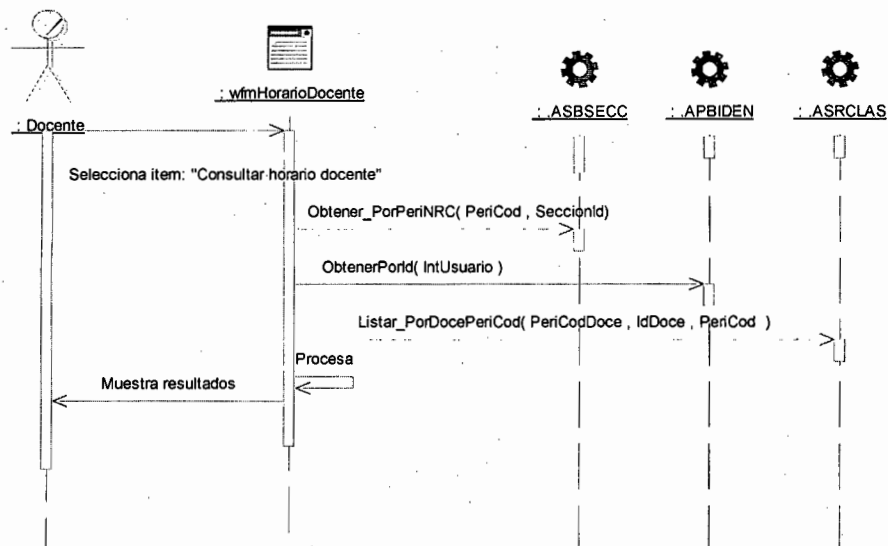 : wfmHorarioDocente
: Docente
: .ASBSECC
: .APBIDEN
: .ASRCLAS
Selecciona item: "Consultar horario docente"
Obtener_PorPeriNRC( PeriCod , SeccionId)
ObtenerPorId( IntUsuario )
Listar_PorDocePeriCod( PeriCodDoce , IdDoce , PeriCod )
Procesa
Muestra resultados